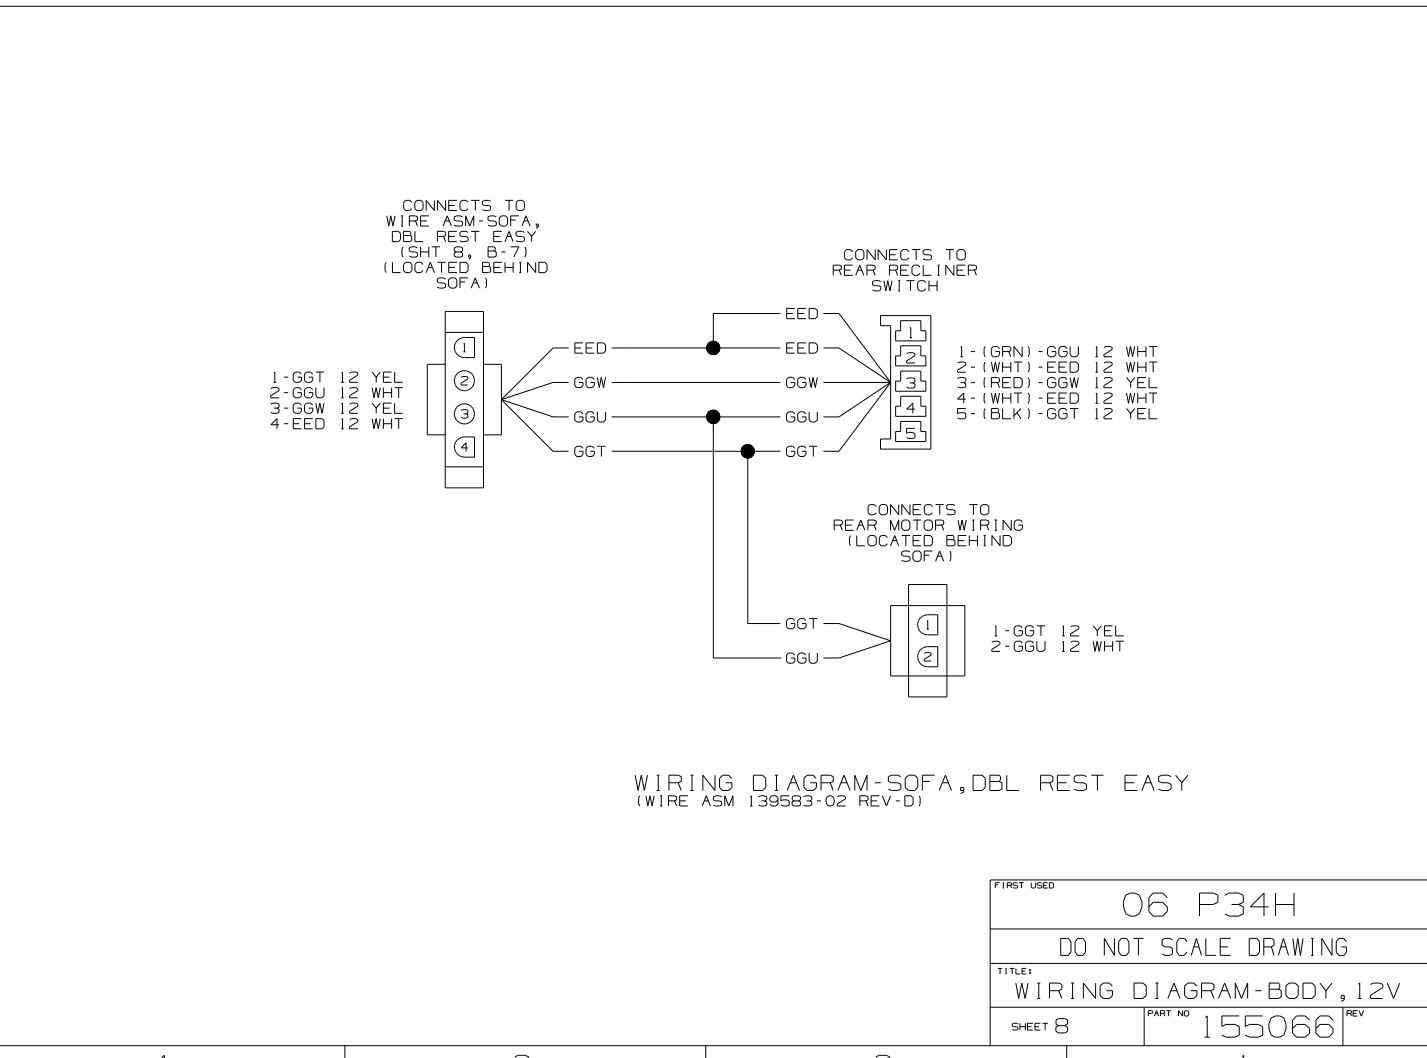 CONNECTS TO
WIRE ASM-SOFA,
DBL REST EASY
(SHT 8, B-7)
(LOCATED BEHIND
SOFA)
1
2
3
4
1-GGT 12 YEL
2-GGU 12 WHT
3-GGW 12 YEL
4-EED 12 WHT
EED
GGW
GGU
GGT
EED
EED
GGW
GGU
GGT
CONNECTS TO
REAR RECLINER
SWITCH
1
2
3
4
5
1-(GRN)-GGU 12 WHT
2-(WHT)-EED 12 WHT
3-(RED)-GGW 12 YEL
4-(WHT)-EED 12 WHT
5-(BLK)-GGT 12 YEL
CONNECTS TO
REAR MOTOR WIRING
(LOCATED BEHIND
SOFA)
GGT
GGU
1
2
1-GGT 12 YEL
2-GGU 12 WHT
WIRING DIAGRAM-SOFA,DBL REST EASY
(WIRE ASM 139583-02 REV-D)
FIRST USED
06 P34H
DO NOT SCALE DRAWING
TITLE:
WIRING DIAGRAM-BODY,12V
SHEET 8
PART NO
155066
REV